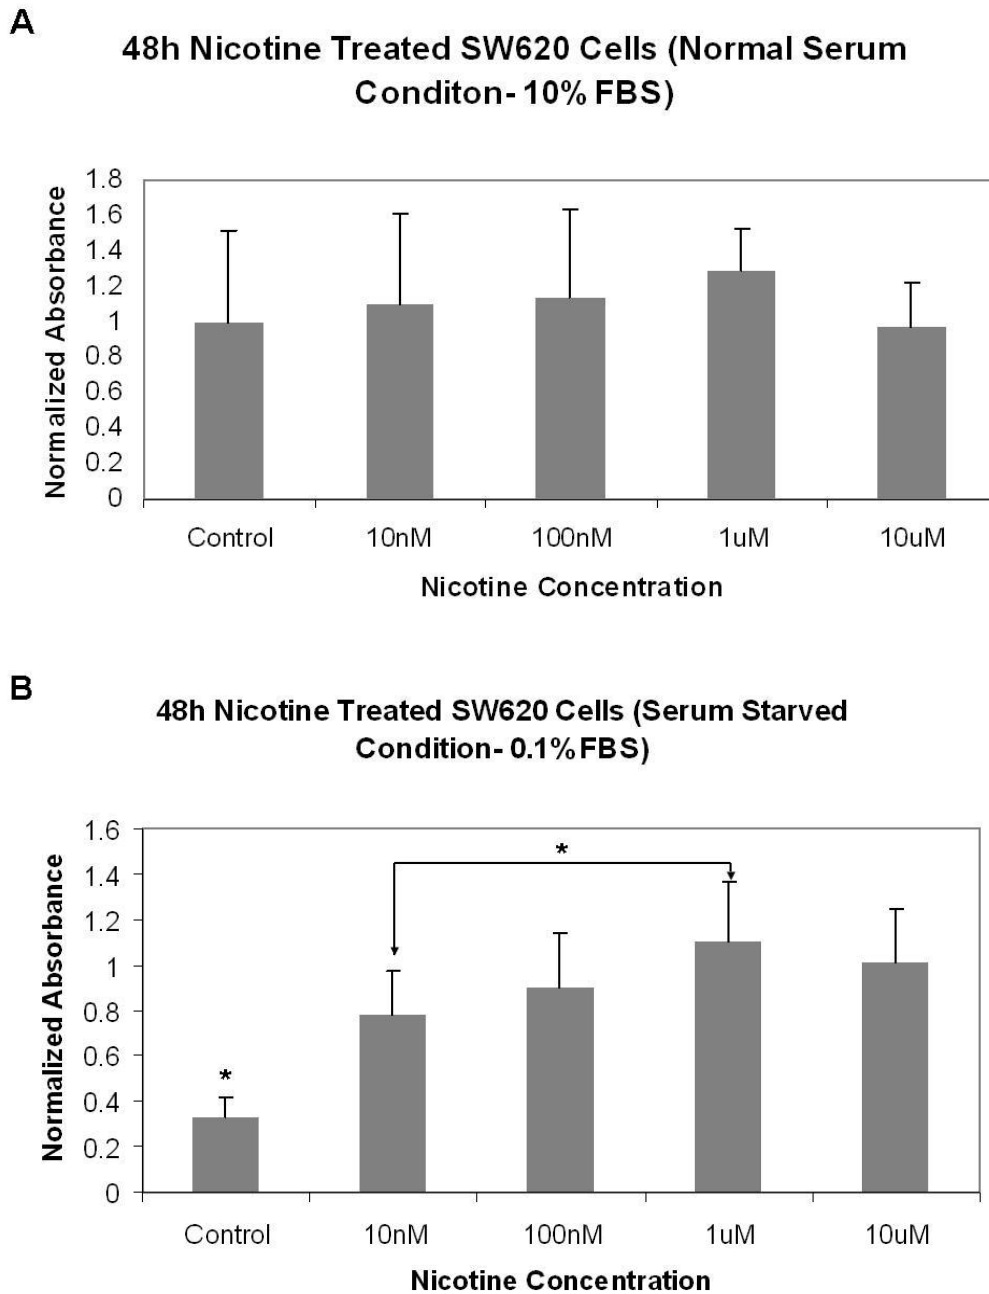 A
48h Nicotine Treated SW620 Cells (Normal Serum
Conditon- 10% FBS)
Normalized Absorbance
1.8
1.6
1.4
1.2
1
0.8
0.6
0.4
0.2
0
Control 10nM 100nM 1uM 10uM
Nicotine Concentration
B
48h Nicotine Treated SW620 Cells (Serum Starved
Condition- 0.1% FBS)
Normalized Absorbance
1.6
1.4
1.2
1
0.8
0.6
0.4
0.2
0
*
*
Control 10nM 100nM 1uM 10uM
Nicotine Concentration